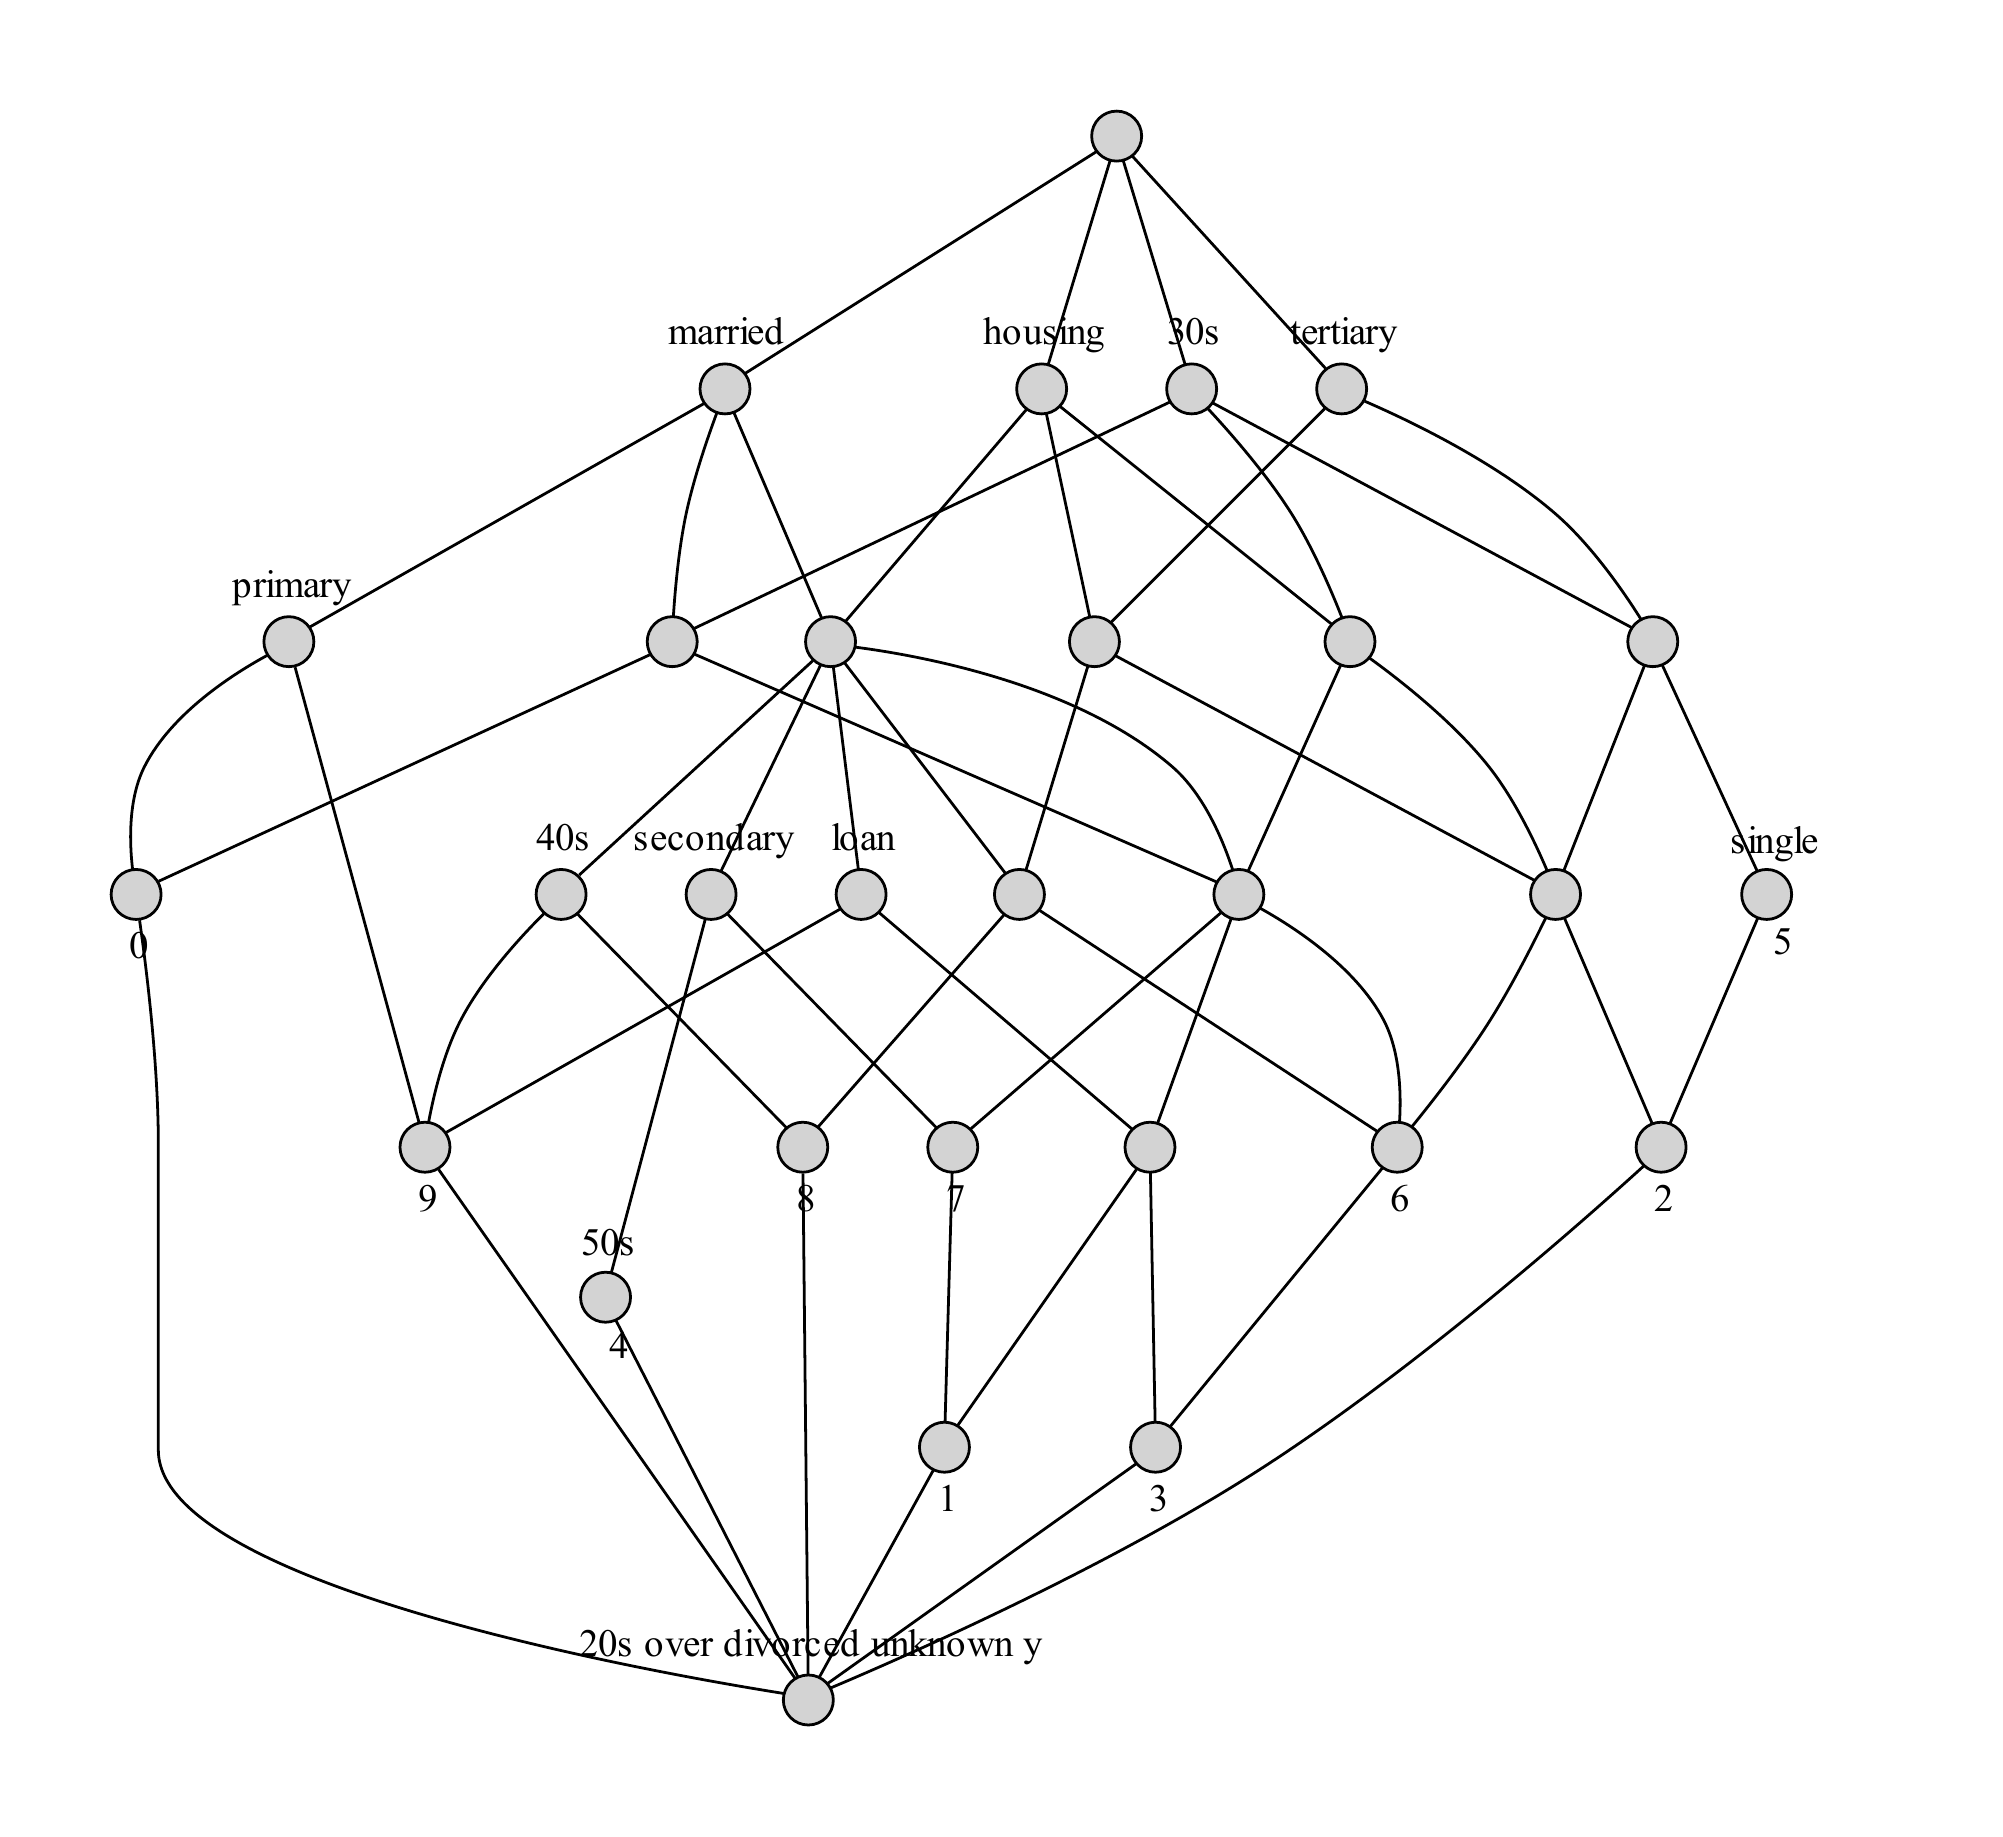 married housing 30s tertiary
primary
40s secondary loan single
0 5
9 8 7 6 2
50s
4
1 3
20s over divorced unknown y